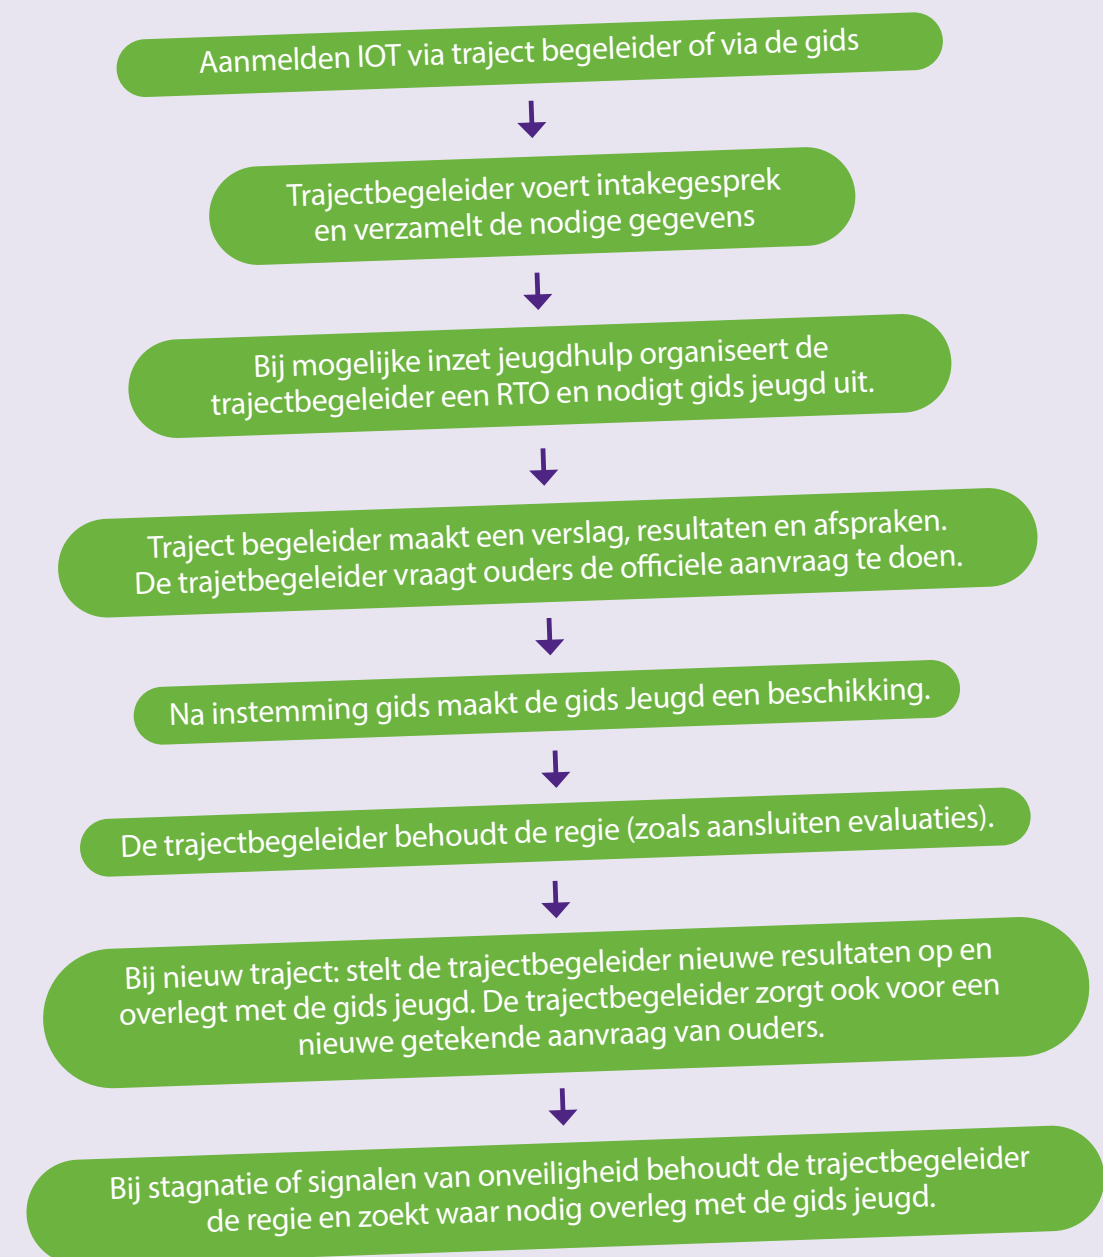 Aanmelden IOT via traject begeleider of via de gids
Trajectbegeleider voert intakegesprek
en verzamelt de nodige gegevens
Bij mogelijke inzet jeugdhulp organiseert de
trajectbegeleider een RTO en nodigt gids jeugd uit.
Traject begeleider maakt een verslag, resultaten en afspraken.
De trajetbegeleider vraagt ouders de officiele aanvraag te doen.
Na instemming gids maakt de gids Jeugd een beschikking.
De trajectbegeleider behoudt de regie (zoals aansluiten evaluaties).
Bij nieuw traject: stelt de trajectbegeleider nieuwe resultaten op en
overlegt met de gids jeugd. De trajectbegeleider zorgt ook voor een
nieuwe getekende aanvraag van ouders.
Bij stagnatie of signalen van onveiligheid behoudt de trajectbegeleider
de regie en zoekt waar nodig overleg met de gids jeugd.